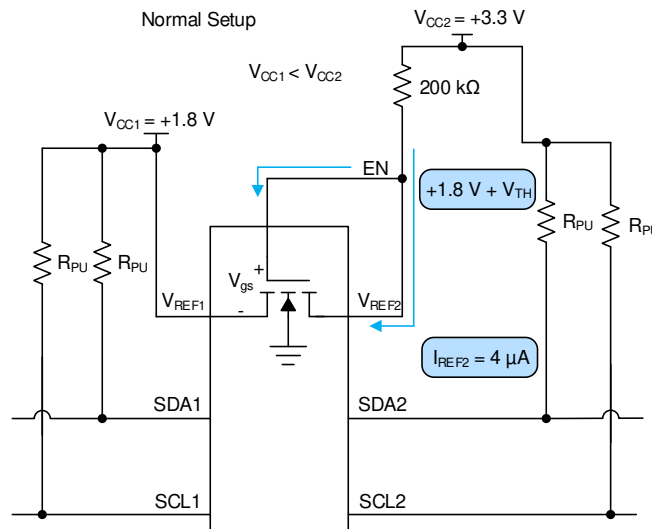 Normal Setup
VCC2 = +3.3 V
VCC1 < VCC2
200 kΩ
VCC1 = +1.8 V
EN
+1.8 V + VTH
RPU
RPU
RPU
RPU
Vgs
+
-
VREF1
VREF2
IREF2 = 4 µA
SDA1
SDA2
SCL1
SCL2